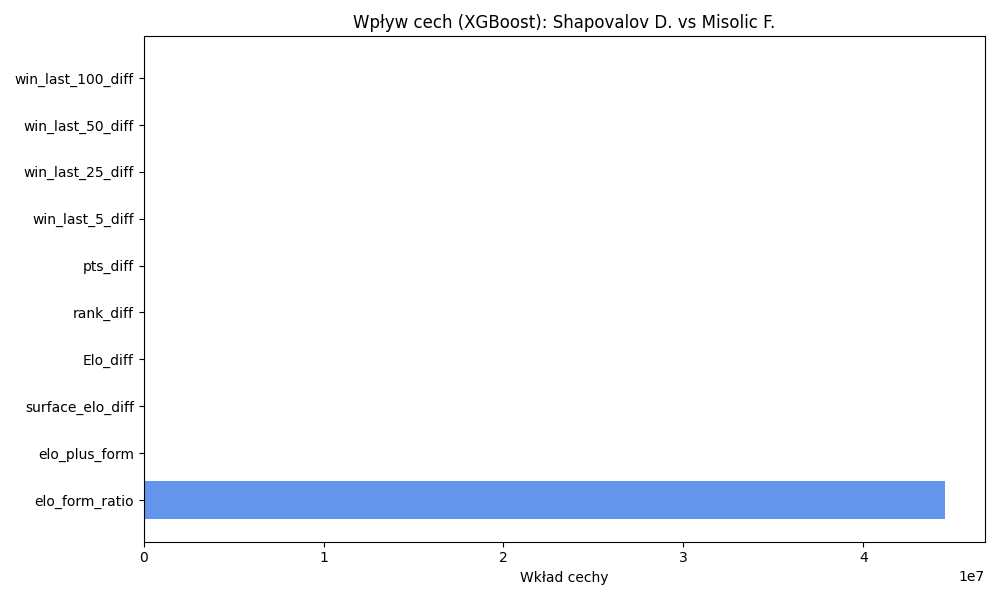 Wpływ cech (XGBoost): Shapovalov D. vs Misolic F.
win_last_100_diff
win_last_50_diff
win_last_25_diff
win_last_5_diff
pts_diff
rank_diff
Elo_diff
surface_elo_diff
elo_plus_form
elo_form_ratio
0 1 2 3 4
1e7
Wkład cechy